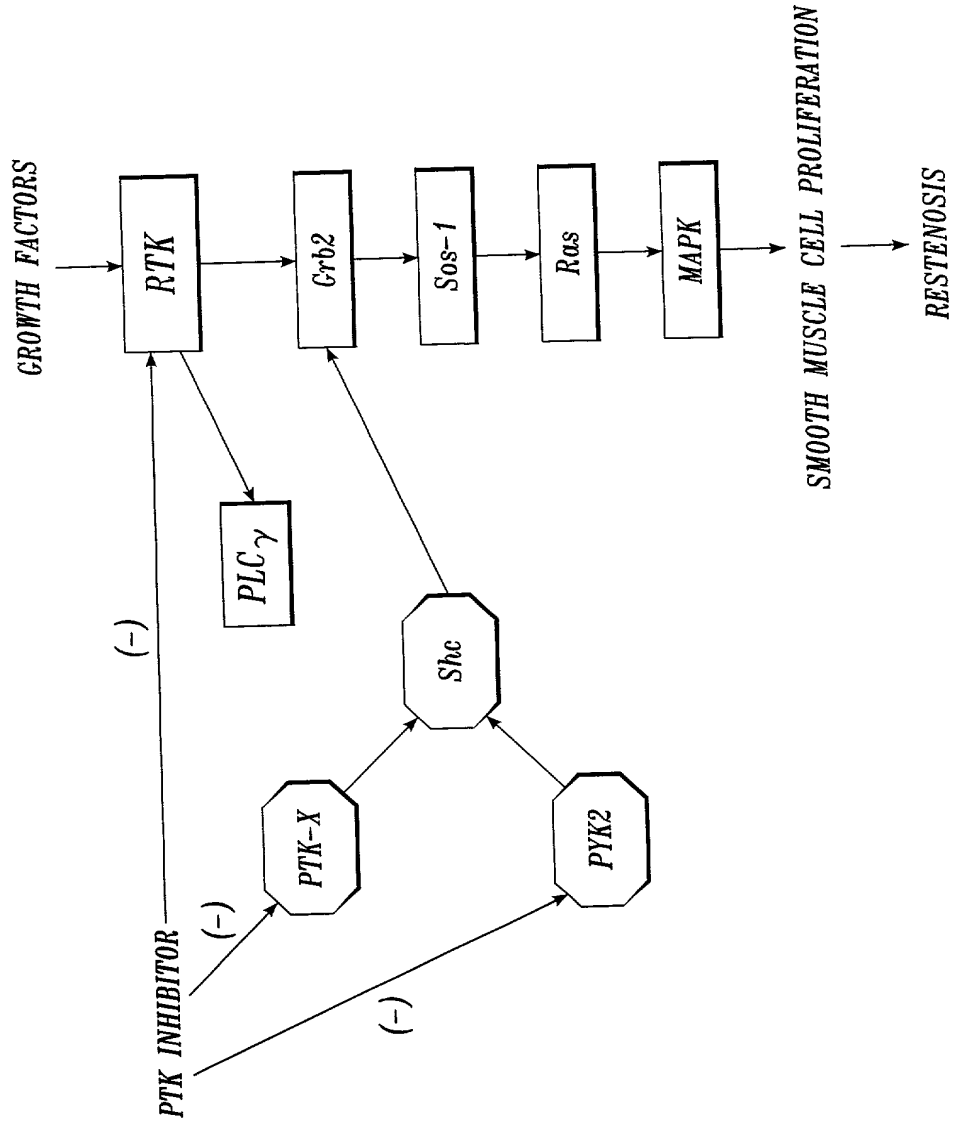 GROWTH FACTORS
RTK
PTK INHIBITOR
(-)
PLCγ
(-)
(-)
PTK-X
PYK2
Shc
Grb2
Sos-1
Ras
MAPK
SMOOTH MUSCLE CELL PROLIFERATION
RESTENOSIS